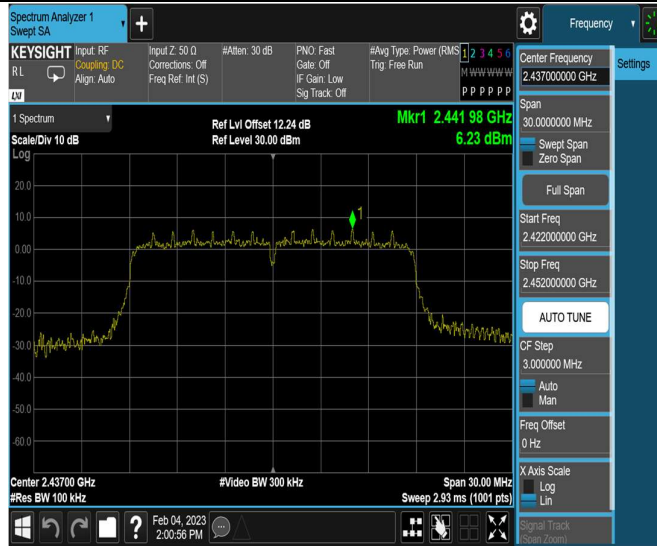 Spectrum Analyzer 1
Swept SA
Frequency
KEYSIGHT
RL
LXI
Input: RF
Coupling: DC
Align: Auto
Input Z: 50 Ω
Corrections: Off
Freq Ref: Int (S)
#Atten: 30 dB
PNO: Fast
Gate: Off
IF Gain: Low
Sig Track: Off
#Avg Type: Power (RMS
Trig: Free Run
1 2 3 4 5 6
M W W W W W
P P P P P P
1 Spectrum
Scale/Div 10 dB
Log
Ref Lvl Offset 12.24 dB
Ref Level 30.00 dBm
Mkr1 2.441 98 GHz
6.23 dBm
1
20.0
10.0
0.00
-10.0
-20.0
-30.0
-40.0
-50.0
-60.0
Center 2.43700 GHz
#Res BW 100 kHz
#Video BW 300 kHz
Span 30.00 MHz
Sweep 2.93 ms (1001 pts)
Feb 04, 2023
2:00:56 PM
Settings
Center Frequency
2.437000000 GHz
Span
30.0000000 MHz
Swept Span
Zero Span
Full Span
Start Freq
2.422000000 GHz
Stop Freq
2.452000000 GHz
AUTO TUNE
CF Step
3.000000 MHz
Auto
Man
Freq Offset
0 Hz
X Axis Scale
Log
Lin
Signal Track
(Span Zoom)